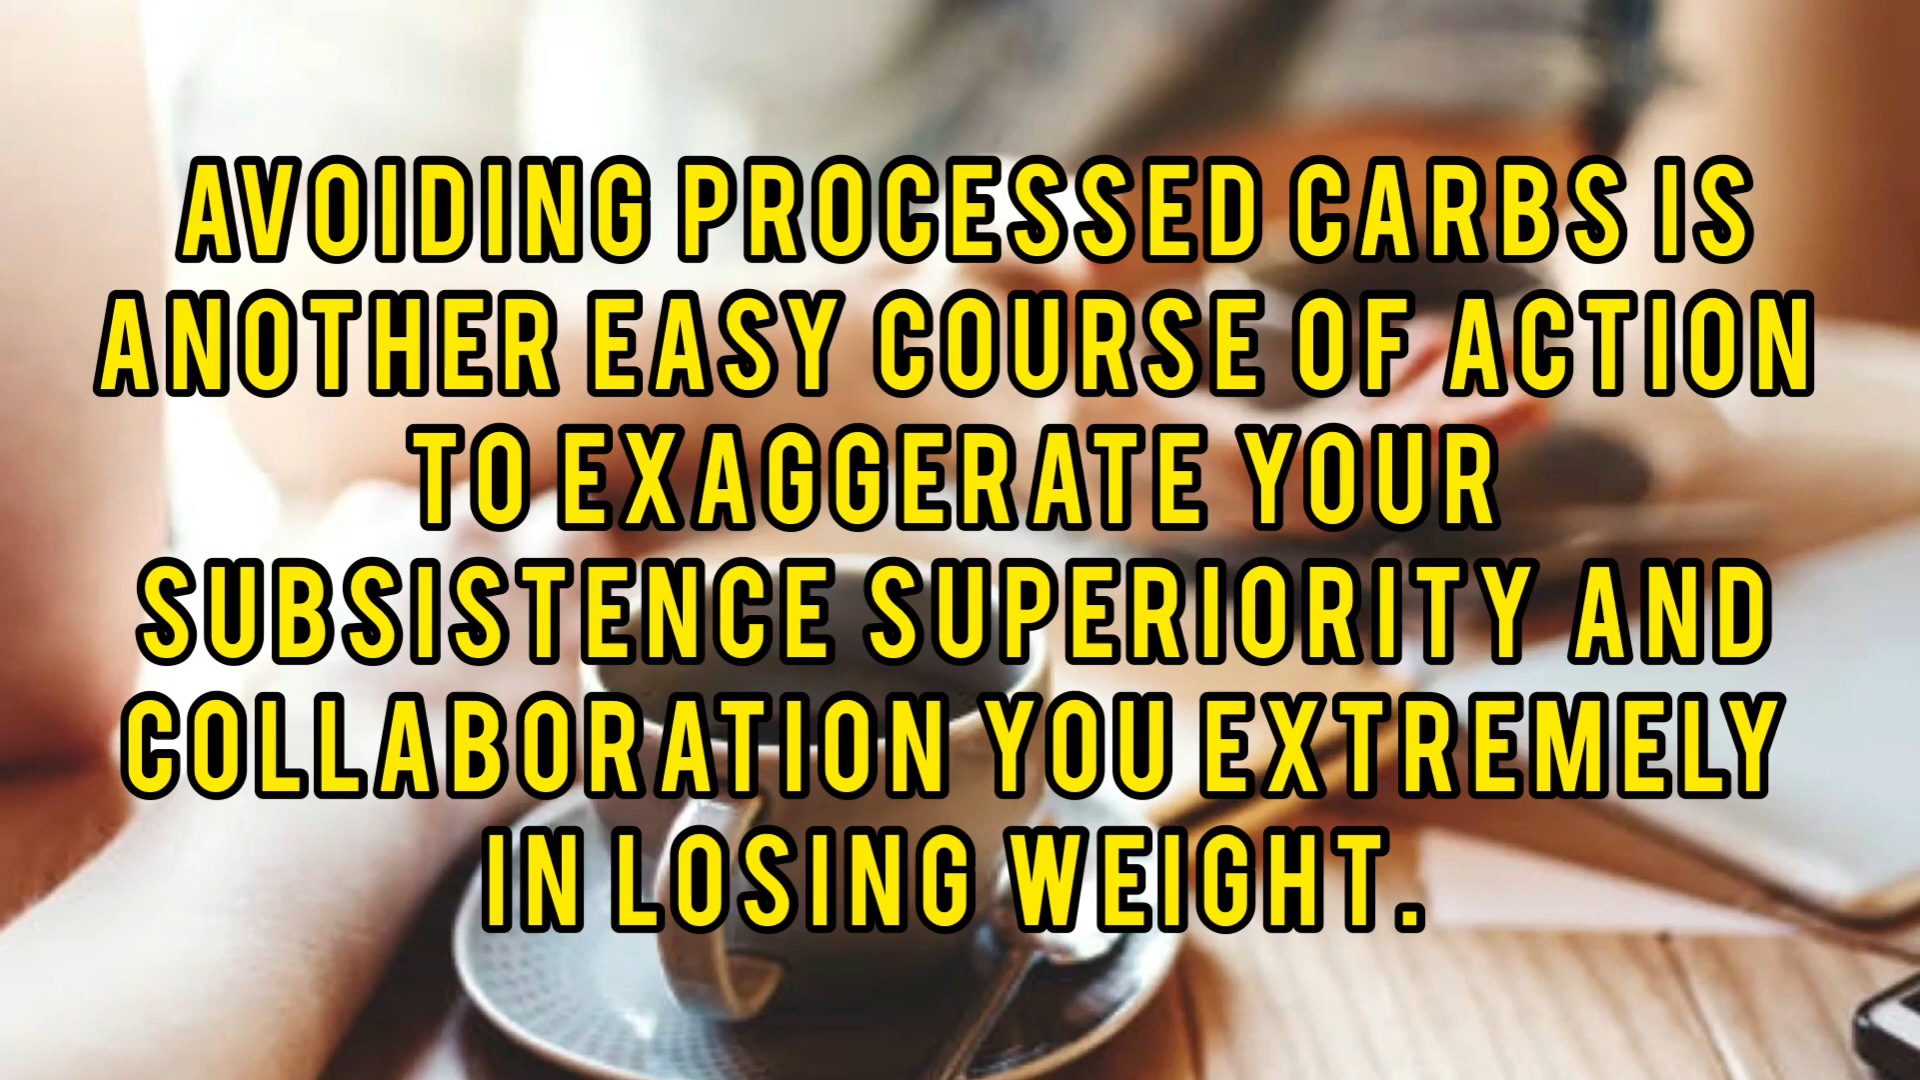 AVOIDING PROCESSED CARBS IS
ANOTHER EASY COURSE OF ACTION
TO EXAGGERATE YOUR
SUBSISTENCE SUPERIORITY AND
COLLABORATION YOU EXTREMELY
IN LOSING WEIGHT.